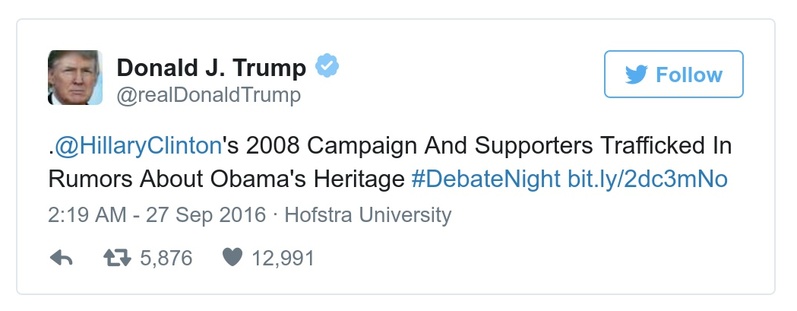 Donald J. Trump
@realDonaldTrump
Follow
.@HillaryClinton's 2008 Campaign And Supporters Trafficked In
Rumors About Obama's Heritage #DebateNight bit.ly/2dc3mNo
2:19 AM - 27 Sep 2016 · Hofstra University
5,876 12,991